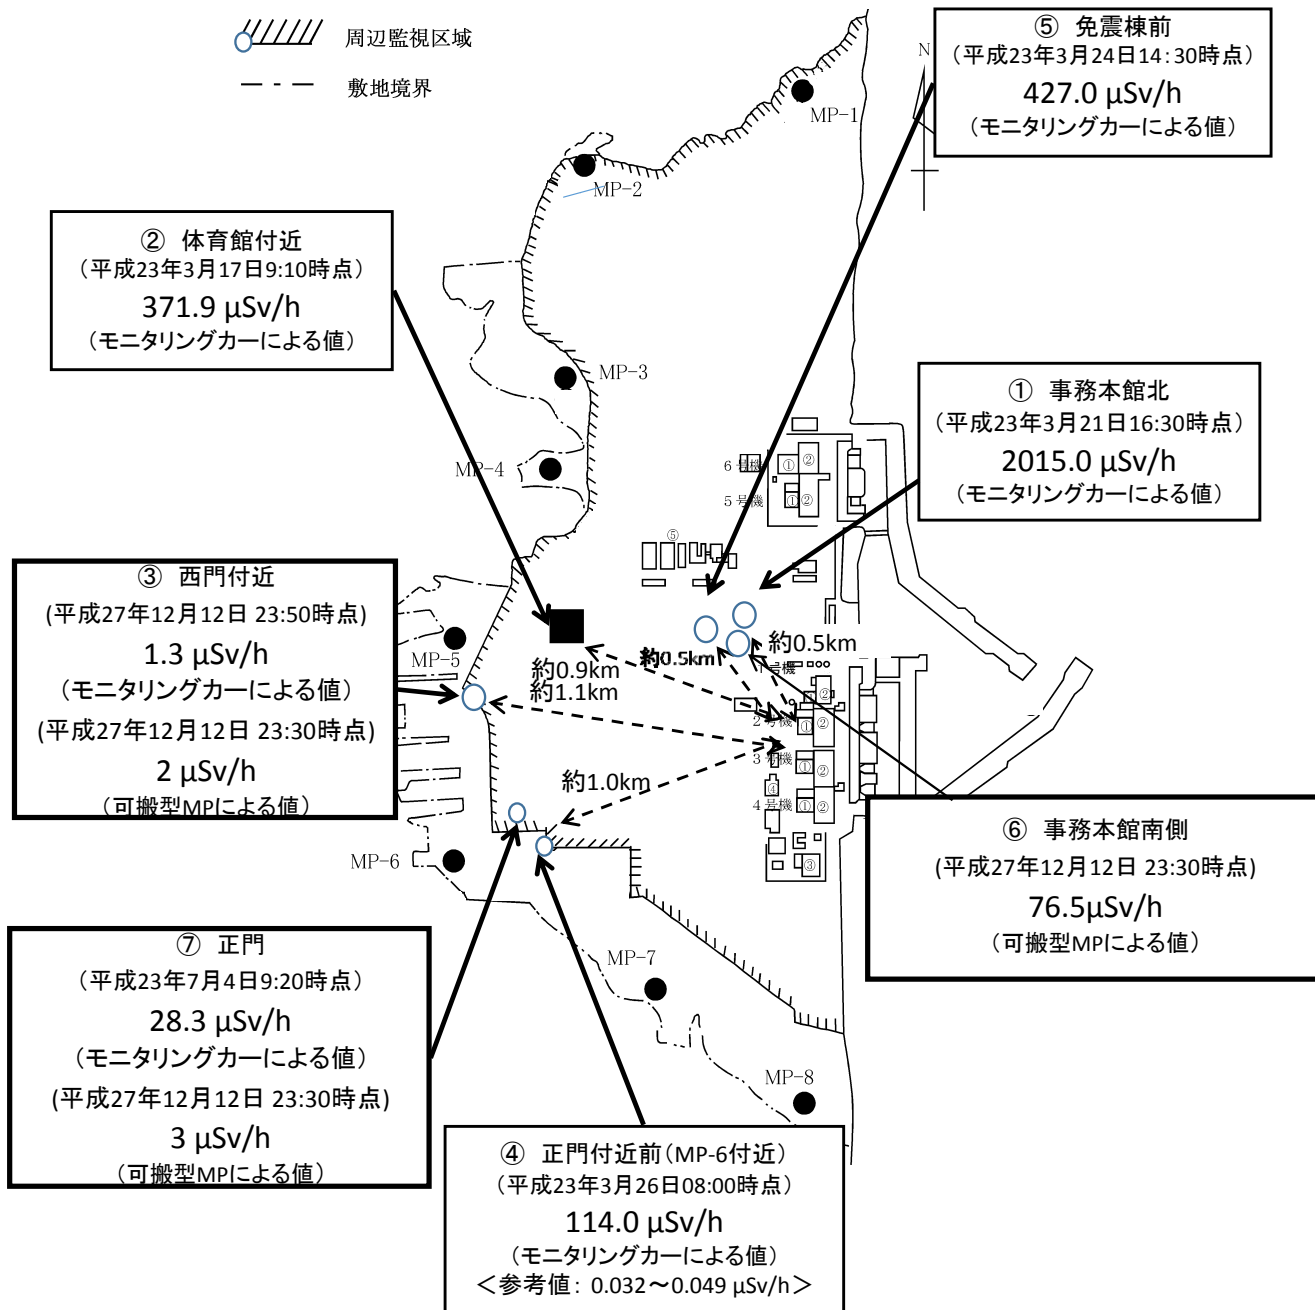 周辺監視区域
敷地境界
⑤ 免震棟前
(平成23年3月24日14:30時点)
427.0 μSv/h
(モニタリングカーによる値)
N
MP-1
MP-2
② 体育館付近
(平成23年3月17日9:10時点)
371.9 μSv/h
(モニタリングカーによる値)
MP-3
① 事務本館北
(平成23年3月21日16:30時点)
2015.0 μSv/h
(モニタリングカーによる値)
MP-4
6号機
① ②
5号機
① ②
⑤
③ 西門付近
(平成27年12月12日 23:50時点)
1.3 μSv/h
(モニタリングカーによる値)
(平成27年12月12日 23:30時点)
2 μSv/h
(可搬型MPによる値)
MP-5
約0.9km
約1.1km
約0.5km
約0.5km
1号機
②
2号機
① ②
3号機
① ②
④
4号機
① ②
③
約1.0km
MP-6
⑥ 事務本館南側
(平成27年12月12日 23:30時点)
76.5μSv/h
(可搬型MPによる値)
⑦ 正門
(平成23年7月4日9:20時点)
28.3 μSv/h
(モニタリングカーによる値)
(平成27年12月12日 23:30時点)
3 μSv/h
(可搬型MPによる値)
MP-7
MP-8
④ 正門付近前(MP-6付近)
(平成23年3月26日08:00時点)
114.0 μSv/h
(モニタリングカーによる値)
<参考値: 0.032～0.049 μSv/h>